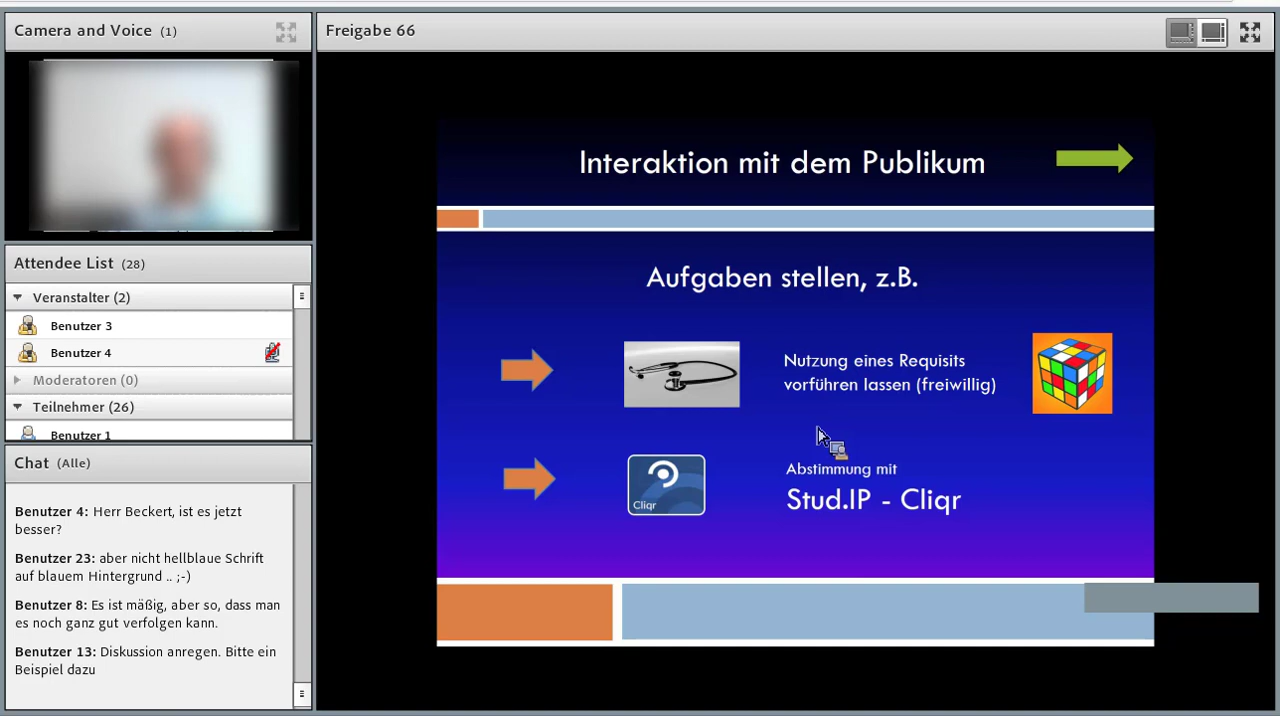 Camera and Voice (1)
Freigabe 66
Attendee List (28)
Veranstalter (2)
Benutzer 3
Benutzer 4
Moderatoren (0)
Teilnehmer (26)
Benutzer 1
Chat (Alle)
Benutzer 4: Herr Beckert, ist es jetzt
besser?
Benutzer 23: aber nicht hellblaue Schrift
auf blauem Hintergrund .. ;-)
Benutzer 8: Es ist mäßig, aber so, dass man
es noch ganz gut verfolgen kann.
Benutzer 13: Diskussion anregen. Bitte ein
Beispiel dazu
Interaktion mit dem Publikum
Aufgaben stellen, z.B.
Nutzung eines Requisits
vorführen lassen (freiwillig)
Cliqr
Abstimmung mit
Stud.IP - Cliqr